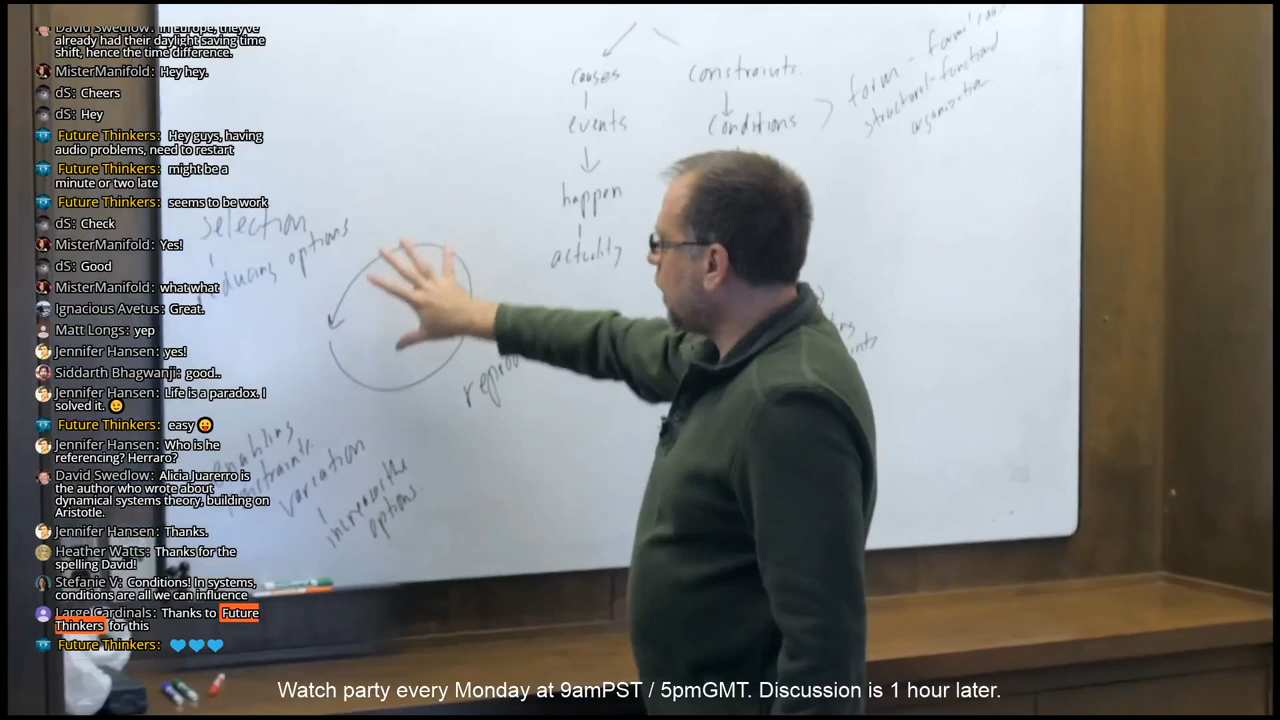 David Swedlow: In Europe, they've
already had their daylight saving time
shift, hence the time difference.
MisterManifold: Hey hey.
dS: Cheers
dS: Hey
Future Thinkers: Hey guys, having
audio problems, need to restart
Future Thinkers: might be a
minute or two late
Future Thinkers: seems to be work
dS: Check
MisterManifold: Yes!
dS: Good
MisterManifold: what what
Ignacious Avetus: Great.
Matt Longs: yep
Jennifer Hansen: yes!
Siddarth Bhagwanji: good..
Jennifer Hansen: Life is a paradox. I
solved it. 😉
Future Thinkers: easy 😛
Jennifer Hansen: Who is he
referencing? Herraro?
David Swedlow: Alicia Juarerro is
the author who wrote about
dynamical systems theory, building on
Aristotle.
Jennifer Hansen: Thanks.
Heather Watts: Thanks for the
spelling David!
Stefanie V: Conditions! In systems,
conditions are all we can influence
Large Cardinals: Thanks to Future
Thinkers for this
Future Thinkers: 💙💙💙
causes
events
happen
actuality
constraints.
conditions
form -
structural-functional
organization
selection
reducing options
enabling
constraints.
variation
increase the
options.
Watch party every Monday at 9amPST / 5pmGMT. Discussion is 1 hour later.